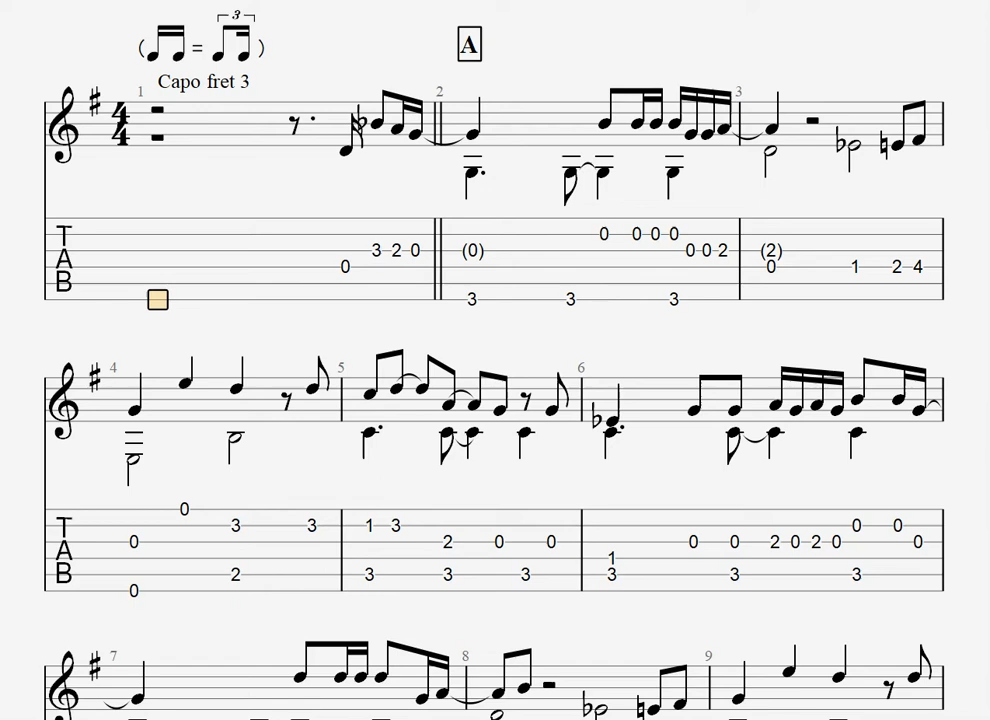 3
( = )
A
Capo fret 3
1 2 3
4
4
T
A
B
0 3 2 0 (0) 0 0 0 0 0 0 2 (2) 0 1 2 4
3 3 3
4 5 6
T
A
B
0
3 3 1 3 0 0
0 2 0 0 0 0 2 0 2 0 0
1
2 3 3 3 3 3 3
0
7 8 9